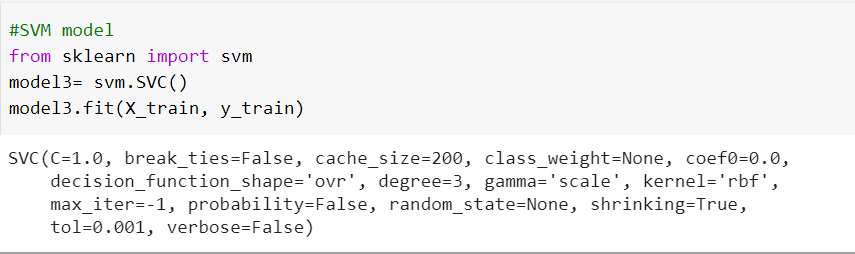 #SVM model
from sklearn import svm
model3= svm.SVC()
model3.fit(X_train, y_train)
SVC(C=1.0, break_ties=False, cache_size=200, class_weight=None, coef0=0.0,
decision_function_shape='ovr', degree=3, gamma='scale', kernel='rbf',
max_iter=-1, probability=False, random_state=None, shrinking=True,
tol=0.001, verbose=False)